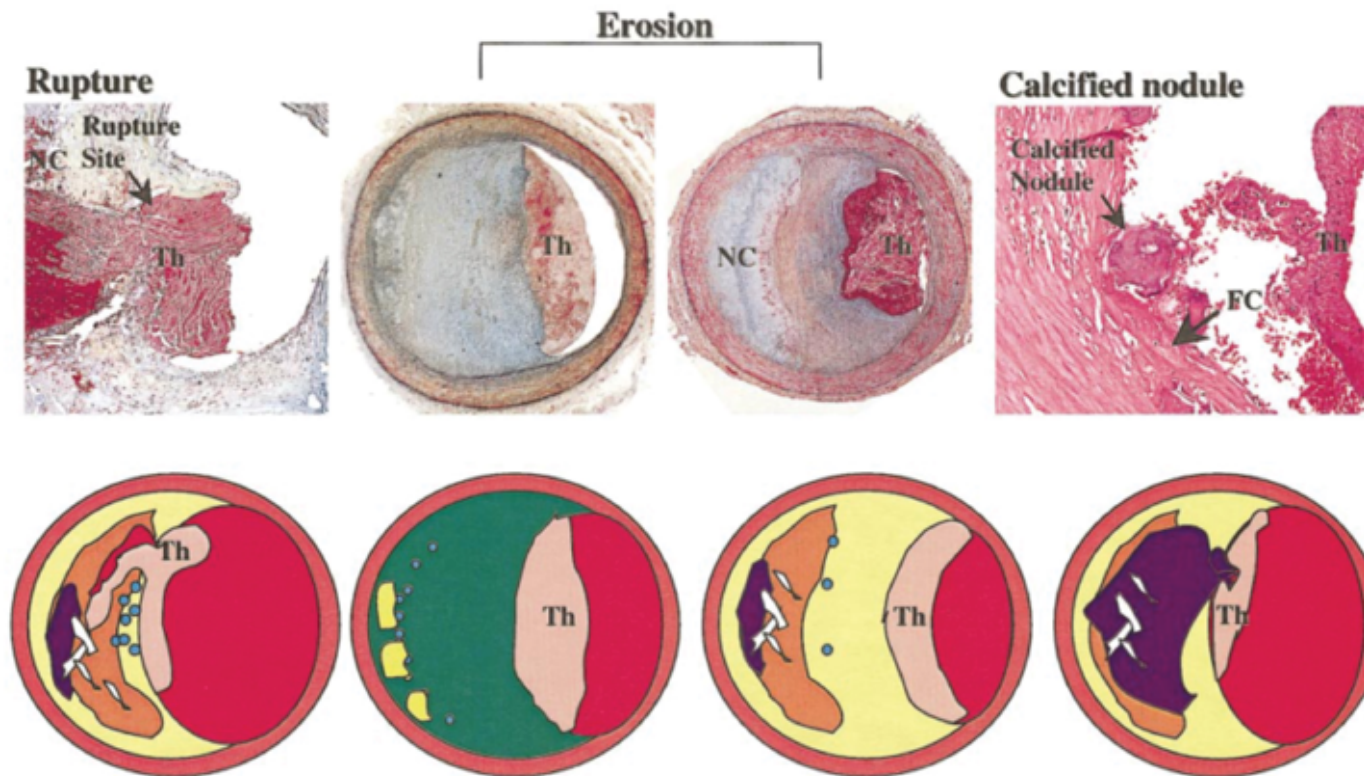 Erosion
Rupture
Calcified nodule
Rupture
NC Site
Th
Th
NC
Th
Calcified
Nodule
Th
FC
Th
Th
Th
Th